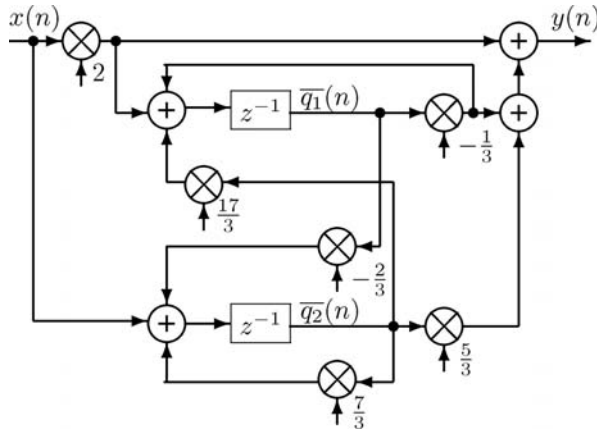 x(n) y(n)
2
z⁻¹ q̅₁(n)
−1/3
17/3
−2/3
z⁻¹ q̅₂(n)
5/3
7/3